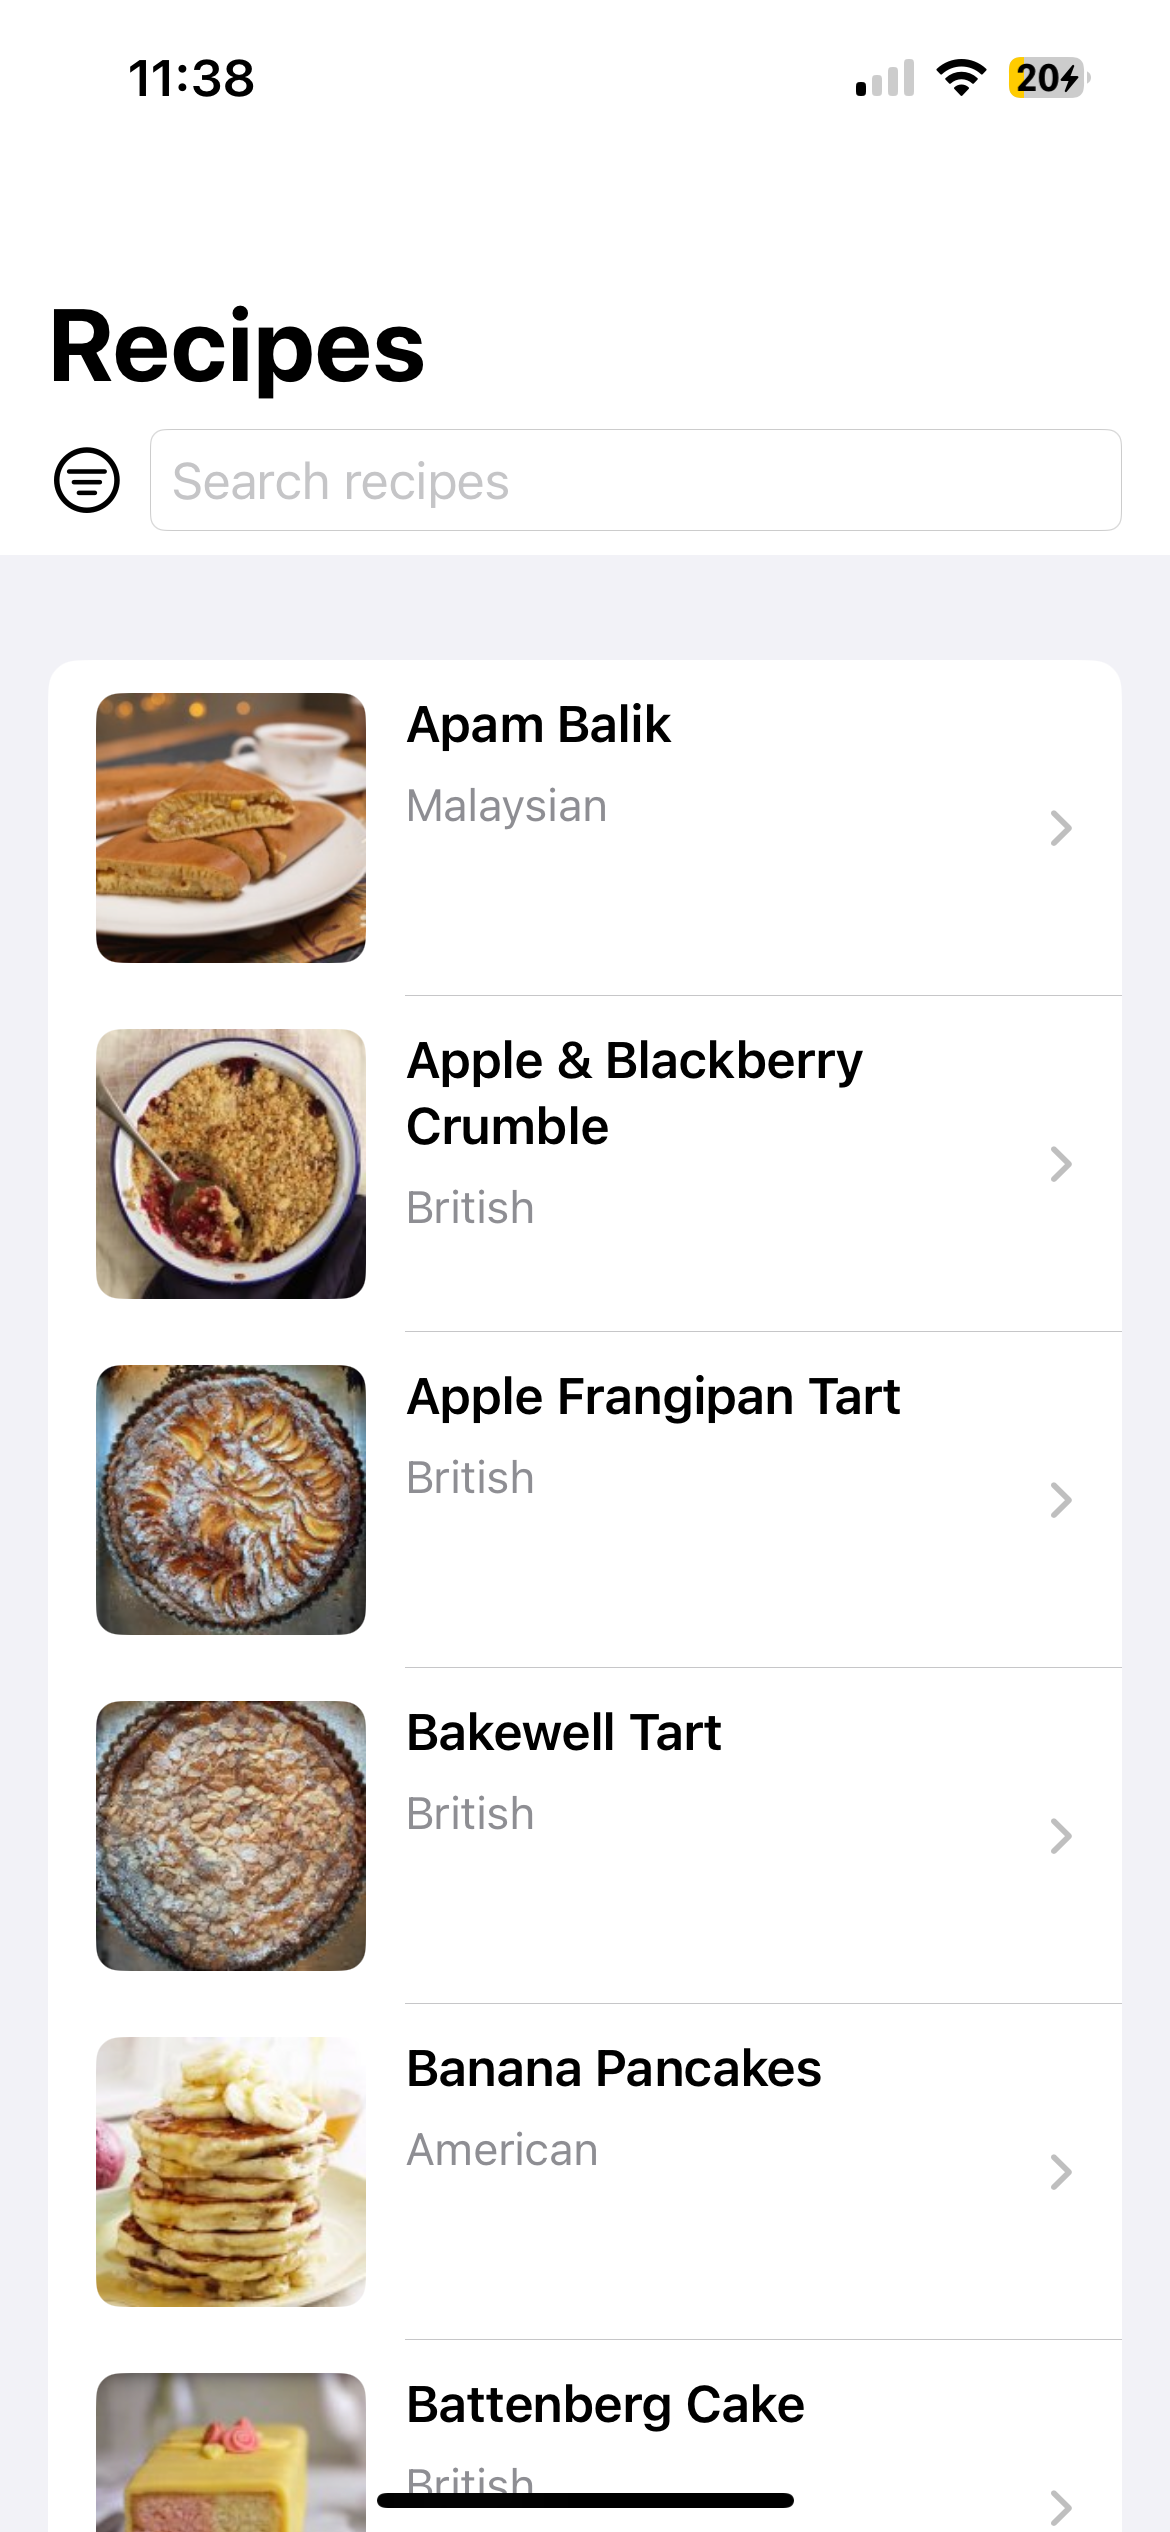 11:38
20
Recipes
Search recipes
Apam Balik
Malaysian
Apple & Blackberry
Crumble
British
Apple Frangipan Tart
British
Bakewell Tart
British
Banana Pancakes
American
Battenberg Cake
British